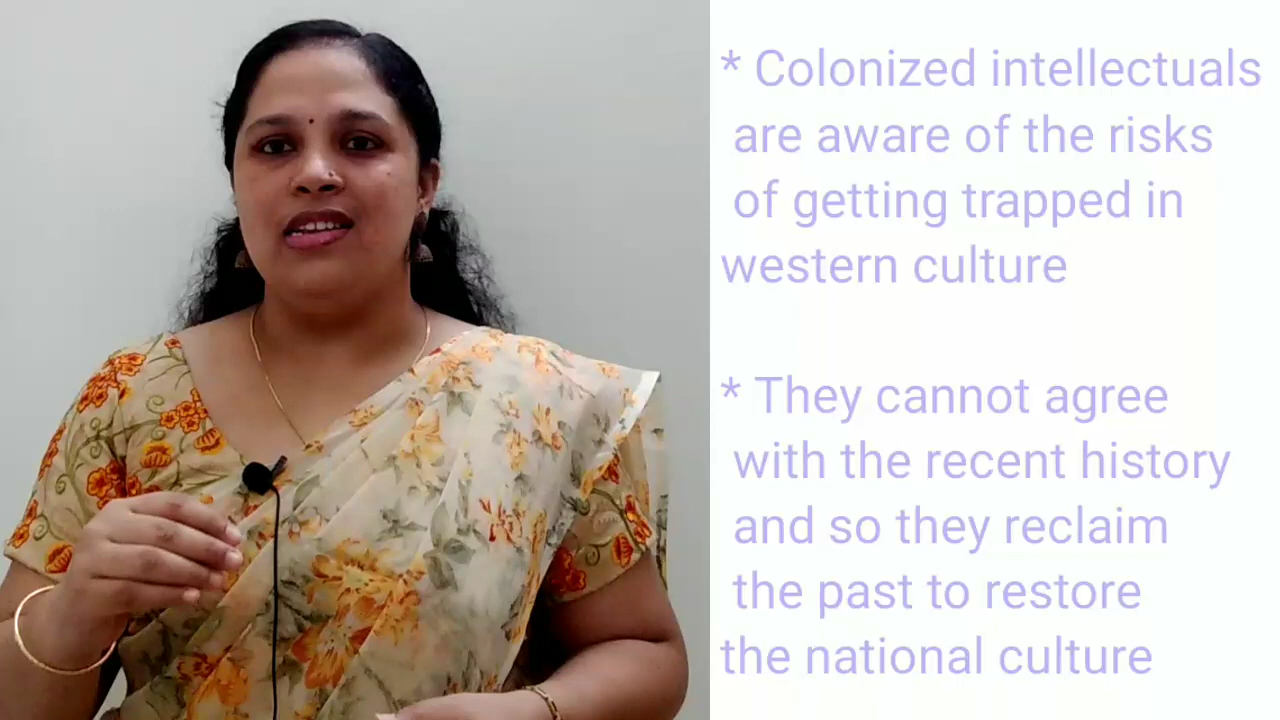 * Colonized intellectuals
are aware of the risks
of getting trapped in
western culture
* They cannot agree
with the recent history
and so they reclaim
the past to restore
the national culture